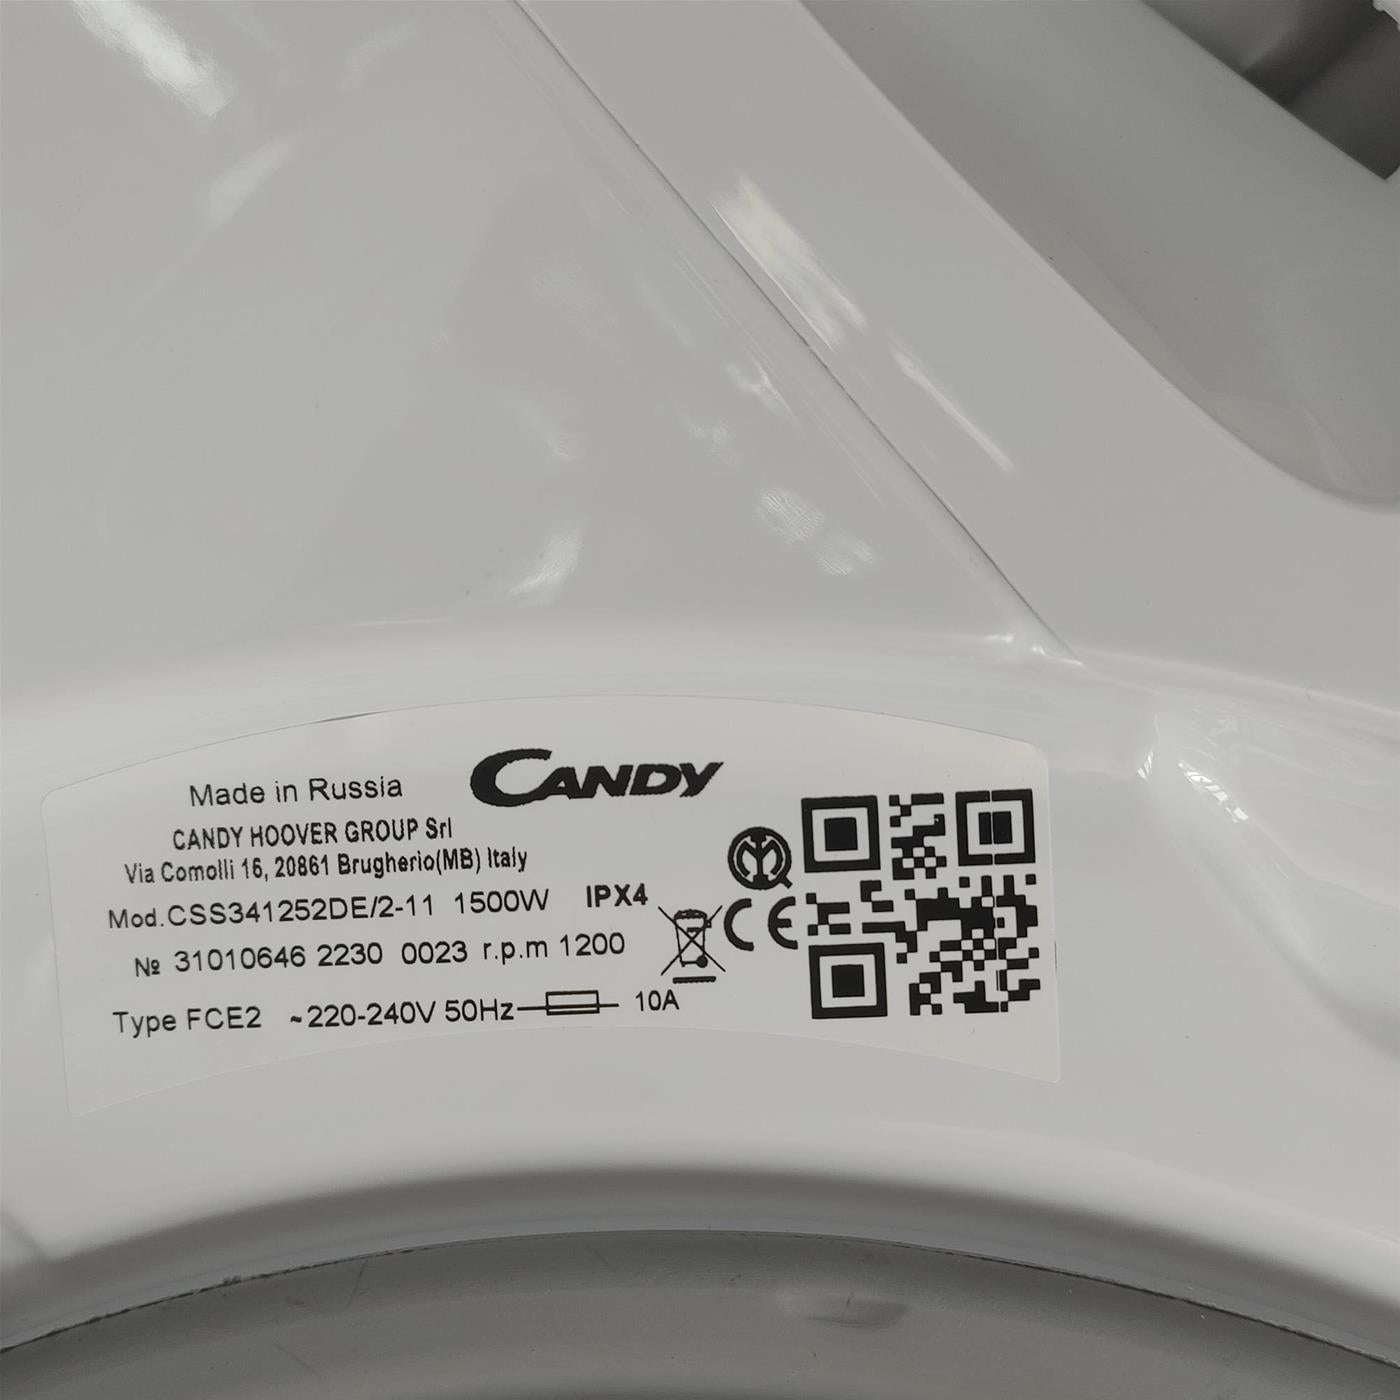 Made in Russia CANDY
CANDY HOOVER GROUP Srl
Via Comolli 16, 20861 Brugherio(MB) Italy
Mod.CSS341252DE/2-11 1500W IPX4
№ 31010646 2230 0023 r.p.m 1200
CE
Type FCE2 ~220-240V 50Hz 10A